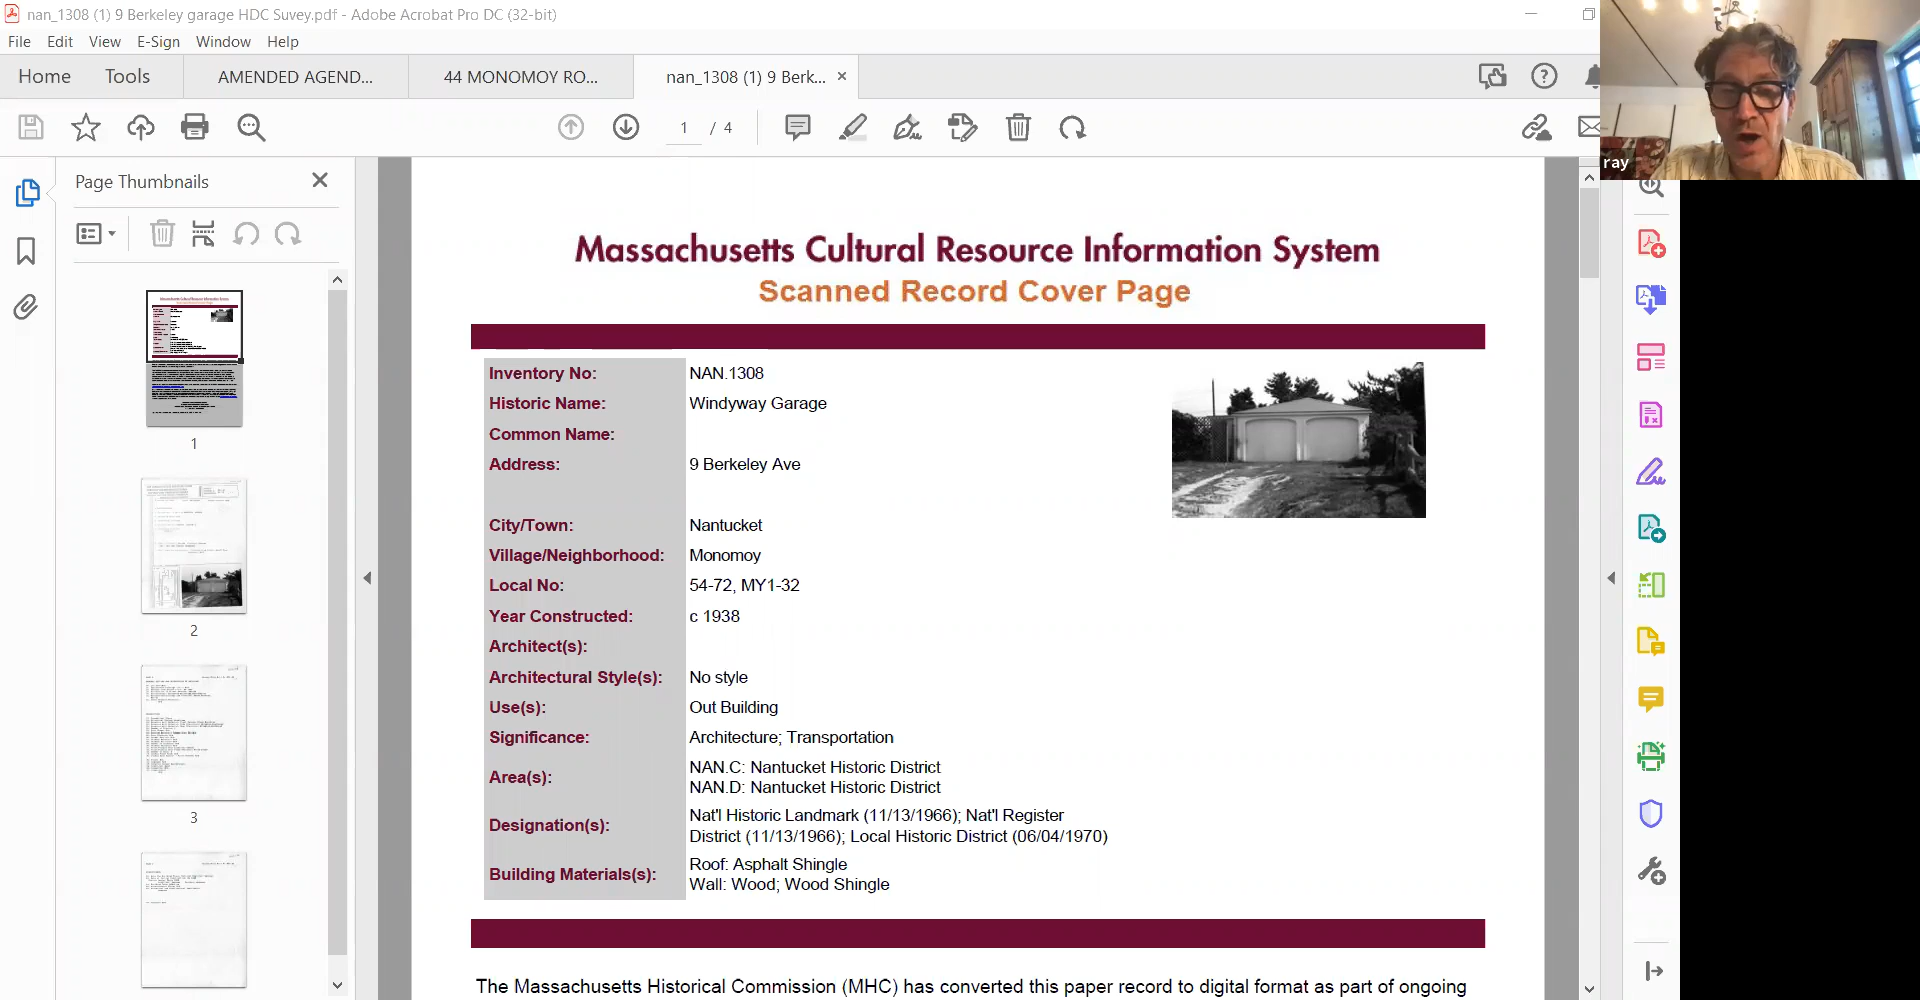 nan_1308 (1) 9 Berkeley garage HDC Suvey.pdf - Adobe Acrobat Pro DC (32-bit)
File Edit View E-Sign Window Help
Home Tools AMENDED AGEND... 44 MONOMOY RO... nan_1308 (1) 9 Berk... ×
1 / 4
ray
Page Thumbnails
1
2
3
Massachusetts Cultural Resource Information System
Scanned Record Cover Page
Inventory No: NAN.1308
Historic Name: Windyway Garage
Common Name:
Address: 9 Berkeley Ave
City/Town: Nantucket
Village/Neighborhood: Monomoy
Local No: 54-72, MY1-32
Year Constructed: c 1938
Architect(s):
Architectural Style(s): No style
Use(s): Out Building
Significance: Architecture; Transportation
Area(s): NAN.C: Nantucket Historic District
NAN.D: Nantucket Historic District
Designation(s): Nat'l Historic Landmark (11/13/1966); Nat'l Register
District (11/13/1966); Local Historic District (06/04/1970)
Building Materials(s): Roof: Asphalt Shingle
Wall: Wood; Wood Shingle
The Massachusetts Historical Commission (MHC) has converted this paper record to digital format as part of ongoing